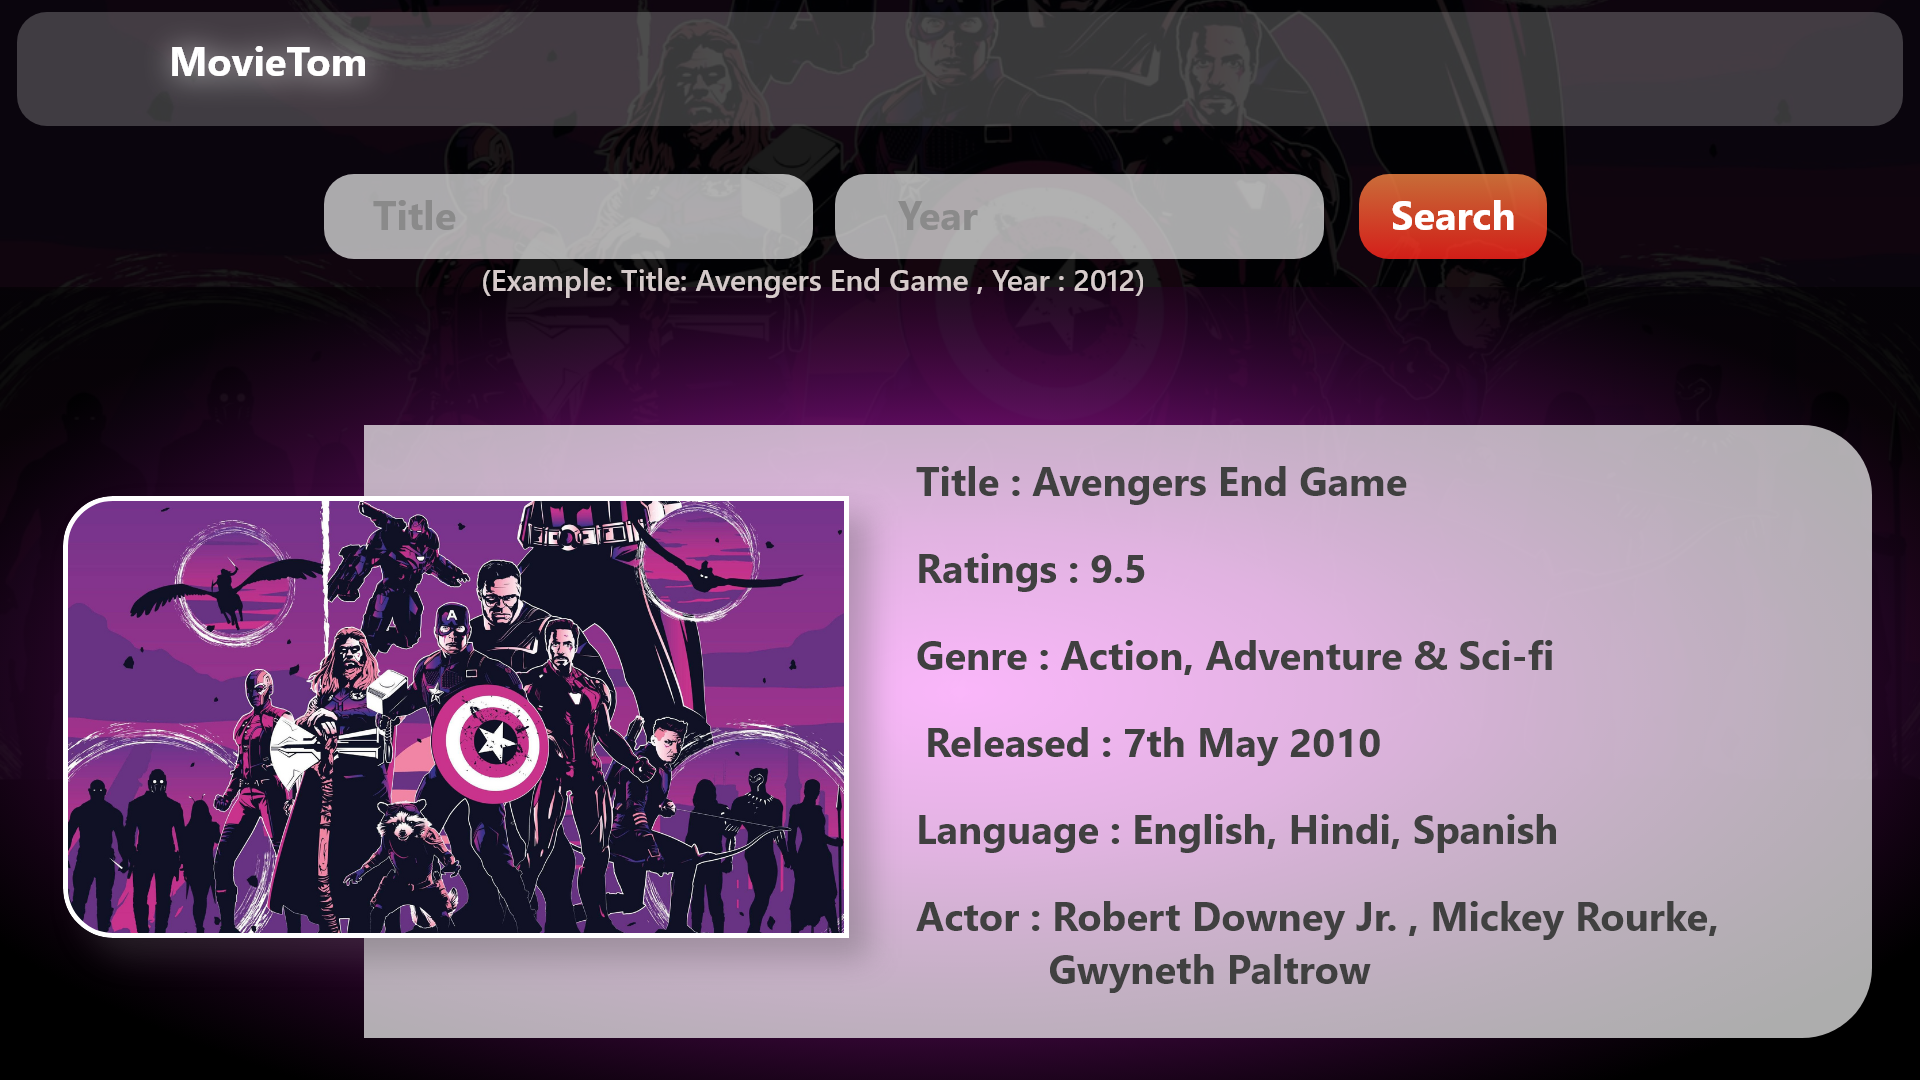 MovieTom
Title
Year
Search
(Example: Title: Avengers End Game , Year : 2012)
Title : Avengers End Game
Ratings : 9.5
Genre : Action, Adventure & Sci-fi
Released : 7th May 2010
Language : English, Hindi, Spanish
Actor : Robert Downey Jr. , Mickey Rourke,
Gwyneth Paltrow